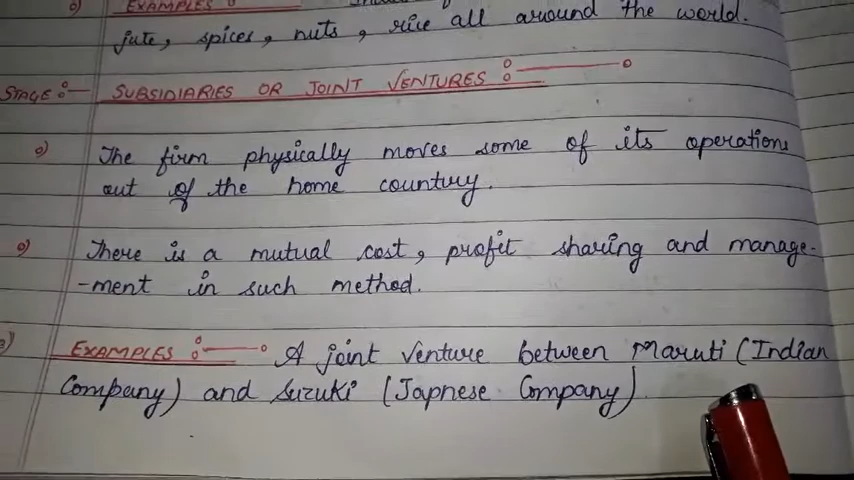 EXAMPLES
jute, spices, nuts, rice all around the world.
STAGE :- SUBSIDIARIES OR JOINT VENTURES :-
The firm physically moves some of its operations
out of the home country.
There is a mutual cost, profit sharing and manage-
-ment in such method.
EXAMPLES :- A joint venture between Maruti (Indian
Company) and Suzuki (Japnese Company)